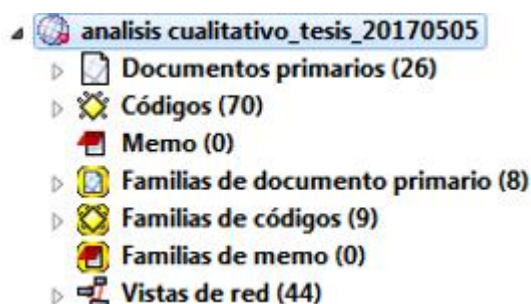 analisis cualitativo_tesis_20170505
Documentos primarios (26)
Códigos (70)
Memo (0)
Familias de documento primario (8)
Familias de códigos (9)
Familias de memo (0)
Vistas de red (44)